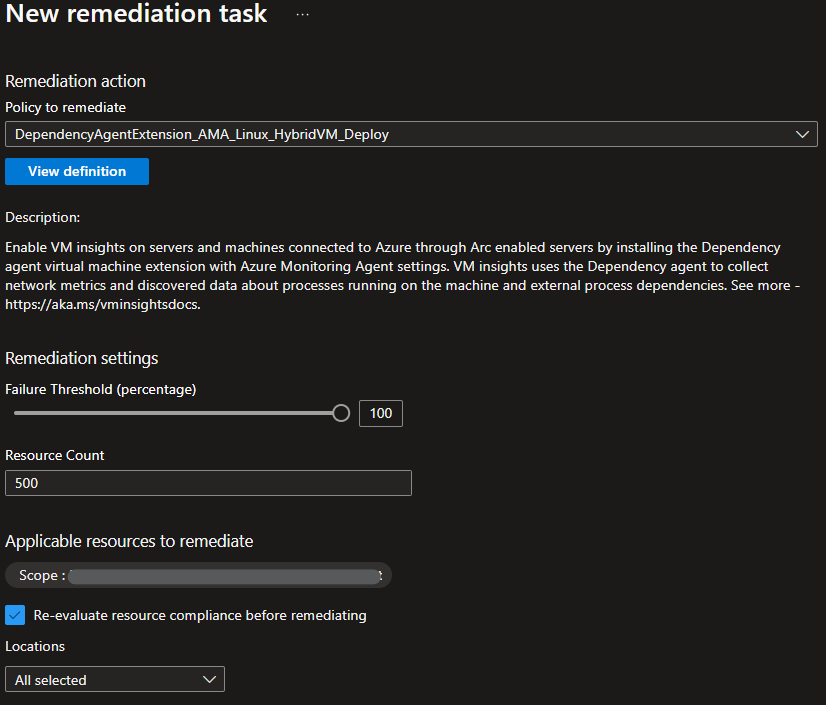 New remediation task ...
Remediation action
Policy to remediate
DependencyAgentExtension_AMA_Linux_HybridVM_Deploy
View definition
Description:
Enable VM insights on servers and machines connected to Azure through Arc enabled servers by installing the Dependency
agent virtual machine extension with Azure Monitoring Agent settings. VM insights uses the Dependency agent to collect
network metrics and discovered data about processes running on the machine and external process dependencies. See more -
https://aka.ms/vminsightsdocs.
Remediation settings
Failure Threshold (percentage)
100
Resource Count
500
Applicable resources to remediate
Scope :
Re-evaluate resource compliance before remediating
Locations
All selected